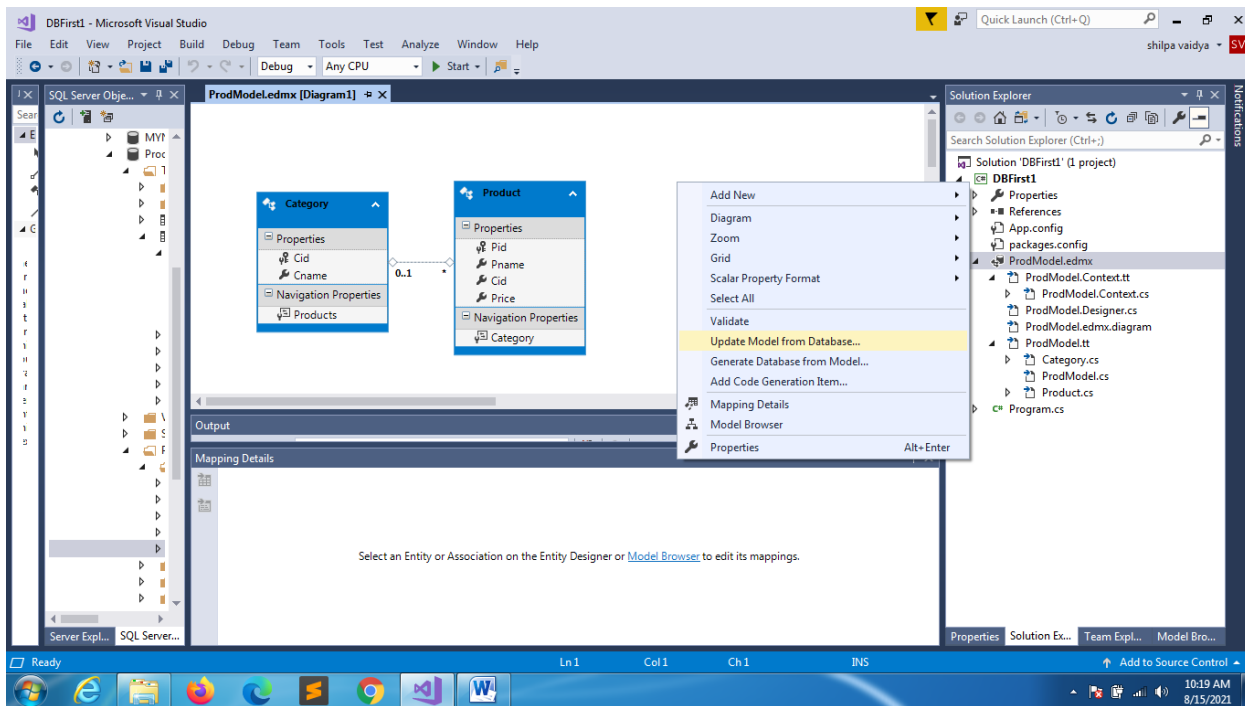 DBFirst1 - Microsoft Visual Studio
Quick Launch (Ctrl+Q)
File Edit View Project Build Debug Team Tools Test Analyze Window Help
shilpa vaidya SV
Debug Any CPU Start
SQL Server Obje...
ProdModel.edmx [Diagram1]
Solution Explorer
Notifications
Sear
Search Solution Explorer (Ctrl+;)
MYN
Proc
Solution 'DBFirst1' (1 project)
DBFirst1
Properties
References
App.config
packages.config
ProdModel.edmx
ProdModel.Context.tt
ProdModel.Context.cs
ProdModel.Designer.cs
ProdModel.edmx.diagram
ProdModel.tt
Category.cs
ProdModel.cs
Product.cs
Program.cs
Category
Properties
Cid
Cname
Navigation Properties
Products
0..1 *
Product
Properties
Pid
Pname
Cid
Price
Navigation Properties
Category
Add New
Diagram
Zoom
Grid
Scalar Property Format
Select All
Validate
Update Model from Database...
Generate Database from Model...
Add Code Generation Item...
Mapping Details
Model Browser
Properties Alt+Enter
Output
Mapping Details
Select an Entity or Association on the Entity Designer or Model Browser to edit its mappings.
Server Expl... SQL Server...
Properties Solution Ex... Team Expl... Model Bro...
Ready Ln 1 Col 1 Ch 1 INS Add to Source Control
10:19 AM
8/15/2021